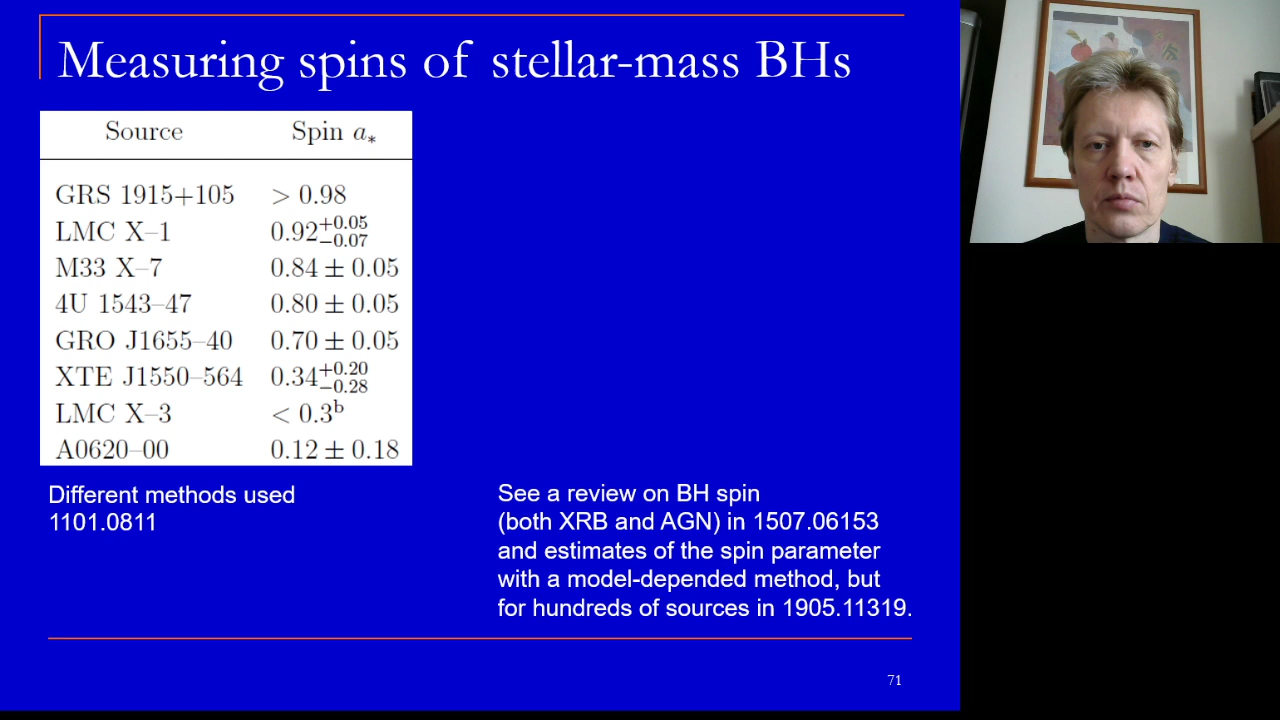 Measuring spins of stellar-mass BHs
Source Spin a*
GRS 1915+105 > 0.98
LMC X–1 0.92+0.05 −0.07
M33 X–7 0.84 ± 0.05
4U 1543–47 0.80 ± 0.05
GRO J1655–40 0.70 ± 0.05
XTE J1550–564 0.34+0.20 −0.28
LMC X–3 < 0.3b
A0620–00 0.12 ± 0.18
Different methods used
1101.0811
See a review on BH spin
(both XRB and AGN) in 1507.06153
and estimates of the spin parameter
with a model-depended method, but
for hundreds of sources in 1905.11319.
71